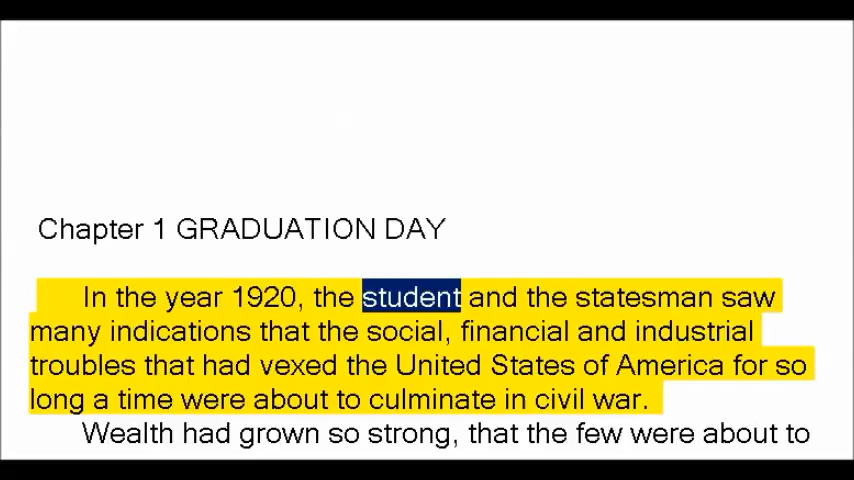 Chapter 1 GRADUATION DAY
In the year 1920, the student and the statesman saw
many indications that the social, financial and industrial
troubles that had vexed the United States of America for so
long a time were about to culminate in civil war.
Wealth had grown so strong, that the few were about to